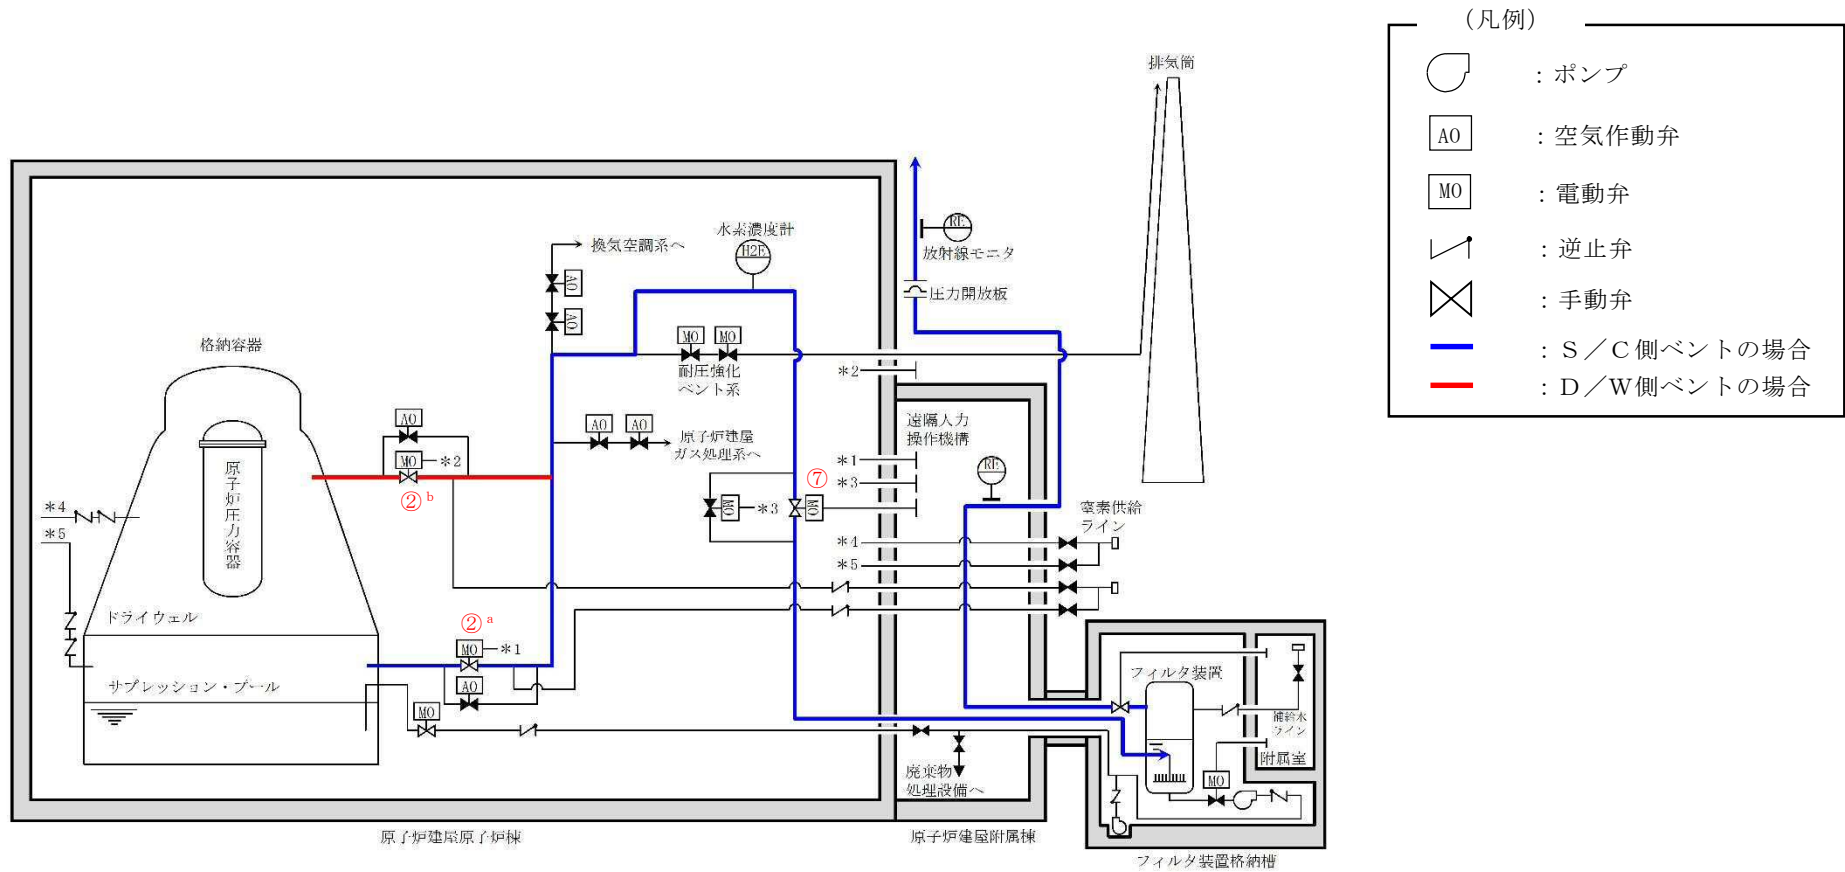 (凡例)
:ポンプ
AO
:空気作動弁
MO
:電動弁
:逆止弁
:手動弁
:S/C側ベントの場合
:D/W側ベントの場合
排気筒
水素濃度計
H2E
換気空調系へ
AO
AO
RE
放射線モニタ
圧力開放板
格納容器
MO
MO
耐圧強化
ベント系
*2
遠隔人力
操作機構
AO
MO
*2
②b
AO
AO
原子炉建屋
ガス処理系へ
*1
*3
RE
原子炉圧力容器
⑦
MO
*3
MO
*4
*5
窒素供給
ライン
*4
*5
ドライウェル
②a
MO
*1
AO
サプレッション・プール
MO
フィルタ装置
補給水
ライン
附属室
MO
廃棄物
処理設備へ
原子炉建屋原子炉棟
原子炉建屋附属棟
フィルタ装置格納槽